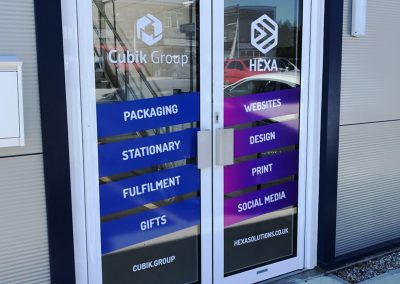 Cubik Group
PACKAGING
STATIONARY
FULFILMENT
GIFTS
CUBIK.GROUP
HEXA
WEBSITES
DESIGN
PRINT
SOCIAL MEDIA
HEXASOLUTIONS.CO.UK